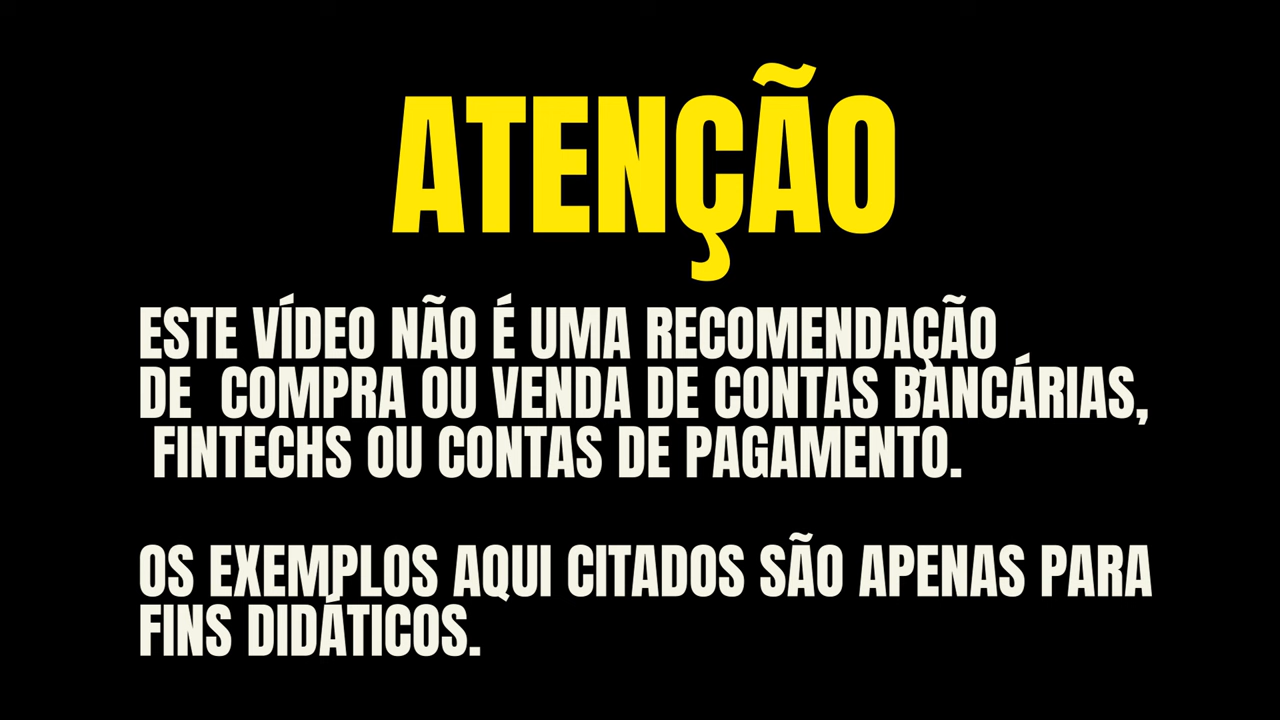 ATENÇÃO
ESTE VÍDEO NÃO É UMA RECOMENDAÇÃO
DE COMPRA OU VENDA DE CONTAS BANCÁRIAS,
FINTECHS OU CONTAS DE PAGAMENTO.
OS EXEMPLOS AQUI CITADOS SÃO APENAS PARA
FINS DIDÁTICOS.